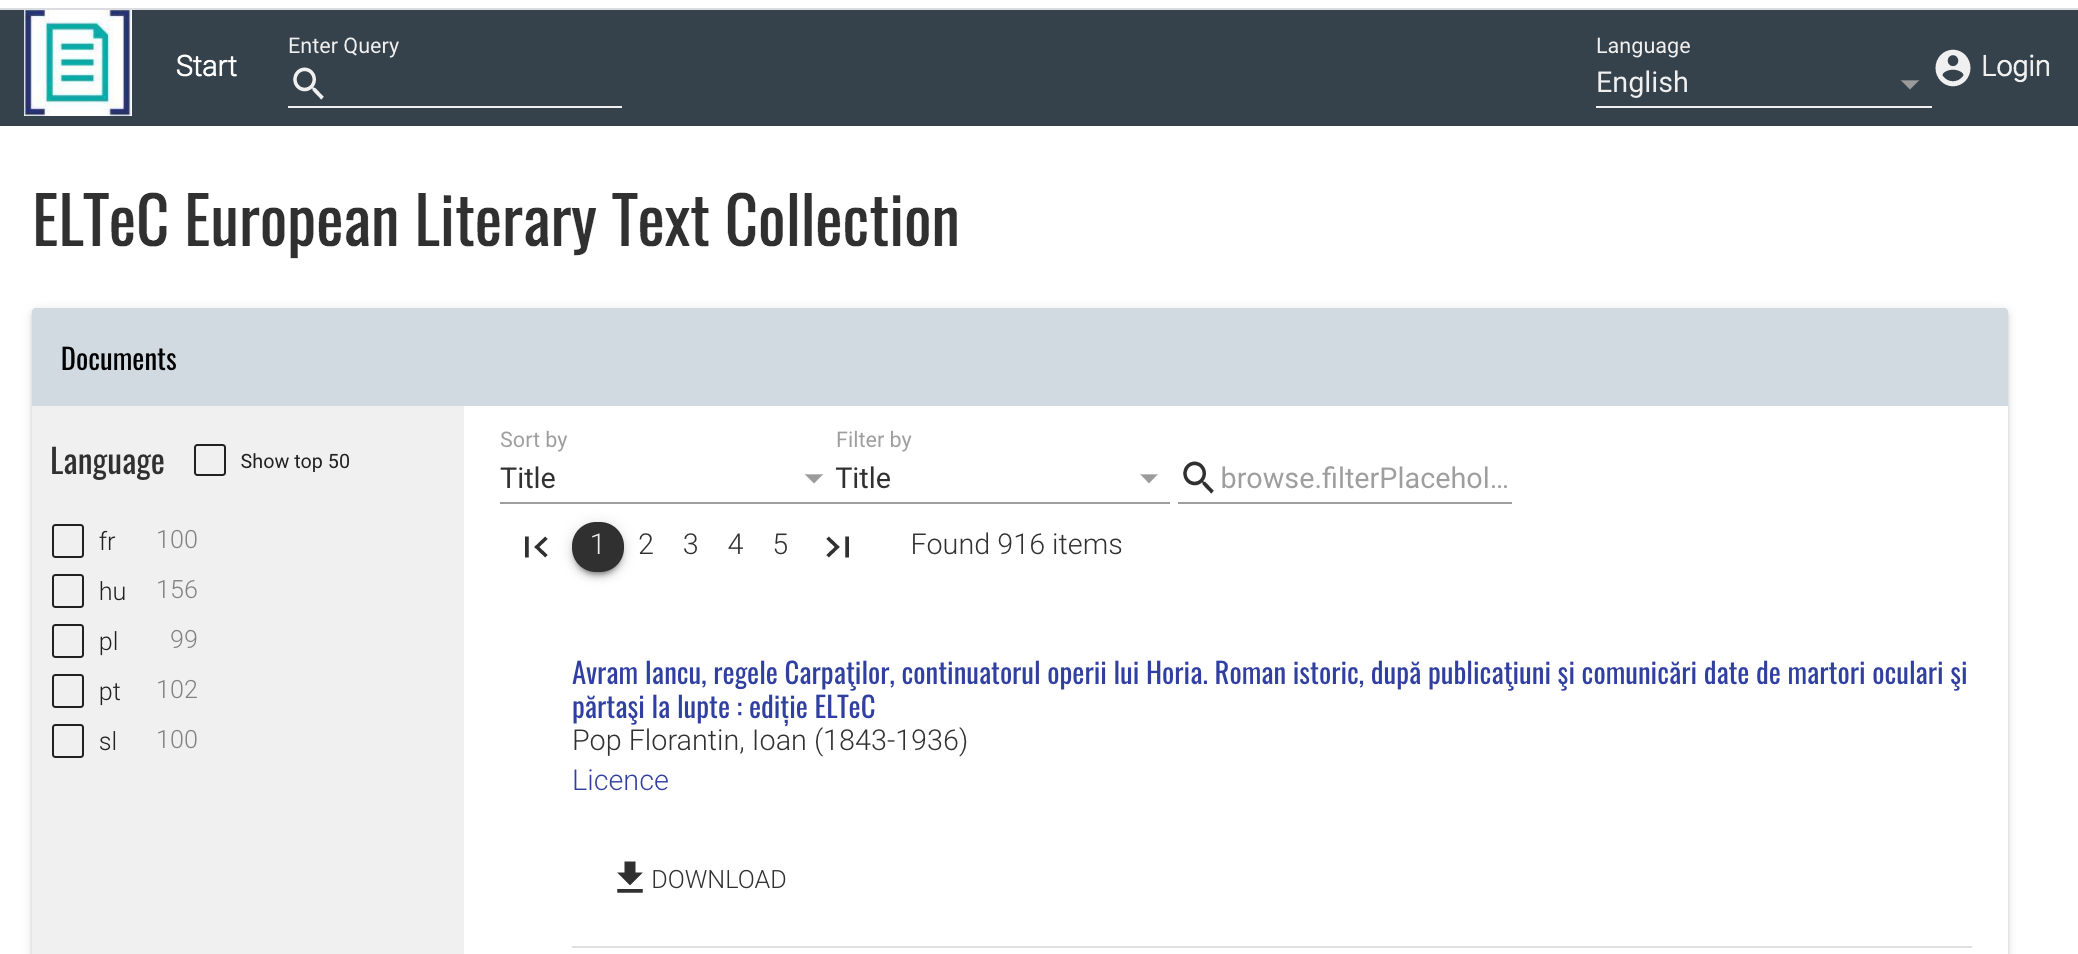 Start
Enter Query
Language
English
Login
ELTeC European Literary Text Collection
Documents
Language
Show top 50
fr 100
hu 156
pl 99
pt 102
sl 100
Sort by
Title
Filter by
Title
browse.filterPlacehol...
1 2 3 4 5
Found 916 items
Avram Iancu, regele Carpaţilor, continuatorul operii lui Horia. Roman istoric, după publicaţiuni şi comunicări date de martori oculari şi
părtaşi la lupte : ediție ELTeC
Pop Florantin, Ioan (1843-1936)
Licence
DOWNLOAD